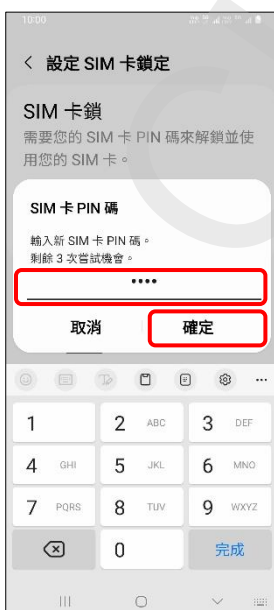 10:00
設定 SIM 卡鎖定
SIM 卡鎖
需要您的 SIM 卡 PIN 碼來解鎖並使
用您的 SIM 卡。
SIM 卡 PIN 碼
輸入新 SIM 卡 PIN 碼。
剩餘 3 次嘗試機會。
••••
取消 確定
1 2 ABC 3 DEF
4 GHI 5 JKL 6 MNO
7 PQRS 8 TUV 9 WXYZ
0 完成